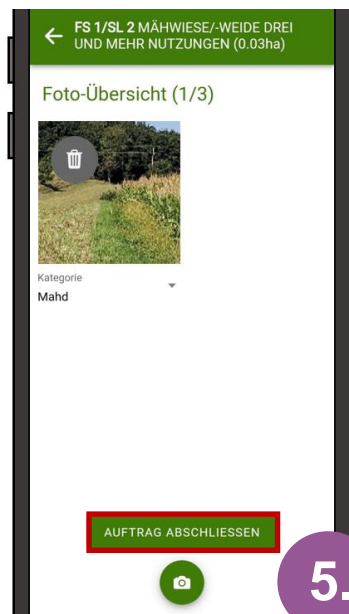 FS 1/SL 2 MÄHWIESE/-WEIDE DREI
UND MEHR NUTZUNGEN (0.03ha)
Foto-Übersicht (1/3)
Kategorie
Mahd
AUFTRAG ABSCHLIESSEN
5.